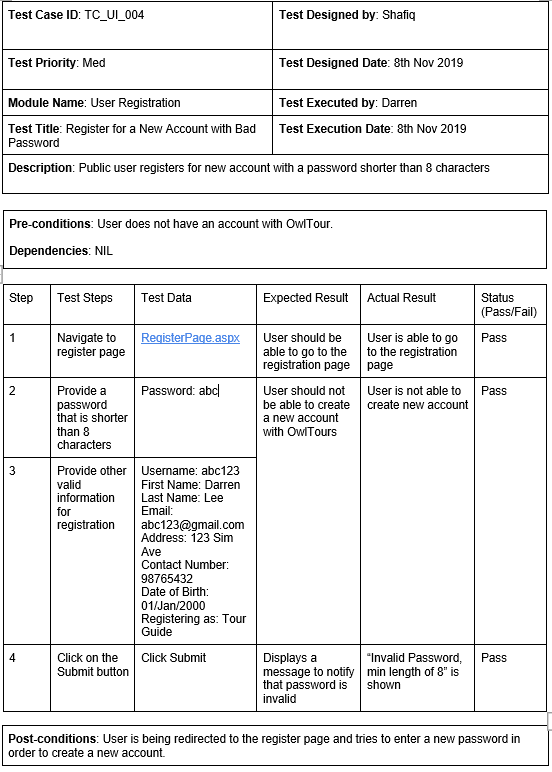 Test Case ID: TC_UI_004
Test Designed by: Shafiq
Test Priority: Med
Test Designed Date: 8th Nov 2019
Module Name: User Registration
Test Executed by: Darren
Test Title: Register for a New Account with Bad
Password
Test Execution Date: 8th Nov 2019
Description: Public user registers for new account with a password shorter than 8 characters
Pre-conditions: User does not have an account with OwlTour.
Dependencies: NIL
Step
Test Steps
Test Data
Expected Result
Actual Result
Status
(Pass/Fail)
1
Navigate to
register page
RegisterPage.aspx
User should be
able to go to the
registration page
User is able to go
to the registration
page
Pass
2
Provide a
password
that is shorter
than 8
characters
Password: abc
User should not
be able to create
a new account
with OwlTours
User is not able to
create new account
Pass
3
Provide other
valid
information
for
registration
Username: abc123
First Name: Darren
Last Name: Lee
Email:
abc123@gmail.com
Address: 123 Sim
Ave
Contact Number:
98765432
Date of Birth:
01/Jan/2000
Registering as: Tour
Guide
4
Click on the
Submit button
Click Submit
Displays a
message to notify
that password is
invalid
“Invalid Password,
min length of 8” is
shown
Pass
Post-conditions: User is being redirected to the register page and tries to enter a new password in
order to create a new account.